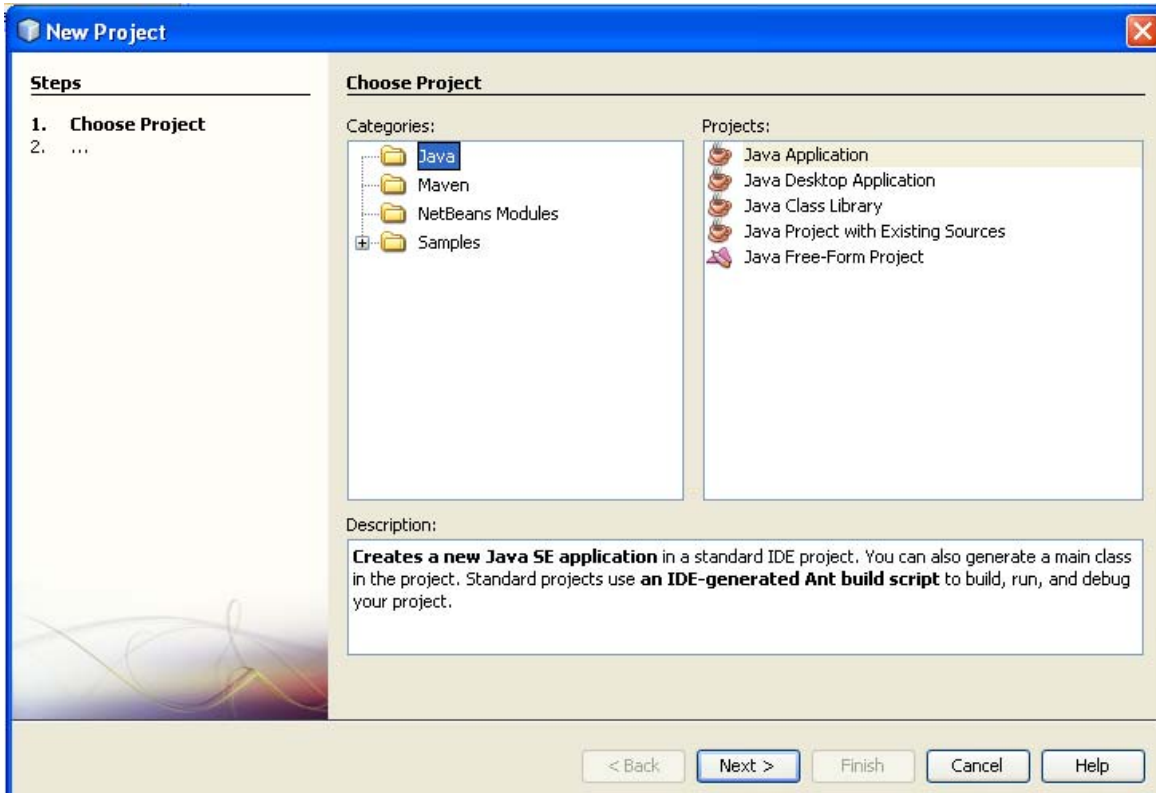 New Project
Steps
1. Choose Project
2. ...
Choose Project
Categories:
Java
Maven
NetBeans Modules
Samples
Projects:
Java Application
Java Desktop Application
Java Class Library
Java Project with Existing Sources
Java Free-Form Project
Description:
Creates a new Java SE application in a standard IDE project. You can also generate a main class
in the project. Standard projects use an IDE-generated Ant build script to build, run, and debug
your project.
< Back
Next >
Finish
Cancel
Help